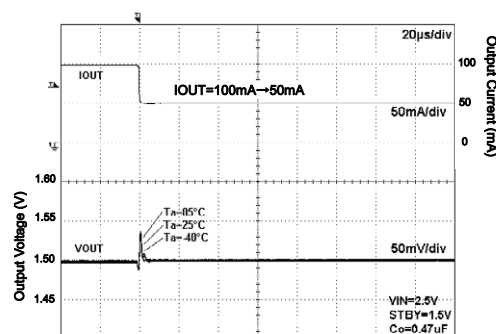 20μs/div
Output Current (mA)
100
IOUT
IOUT=100mA→50mA
50
50mA/div
0
Output Voltage (V)
1.60
1.55
Ta=85°C
Ta=25°C
Ta=-40°C
VOUT
50mV/div
1.50
1.45
VIN=2.5V
STBY=1.5V
Co=0.47uF